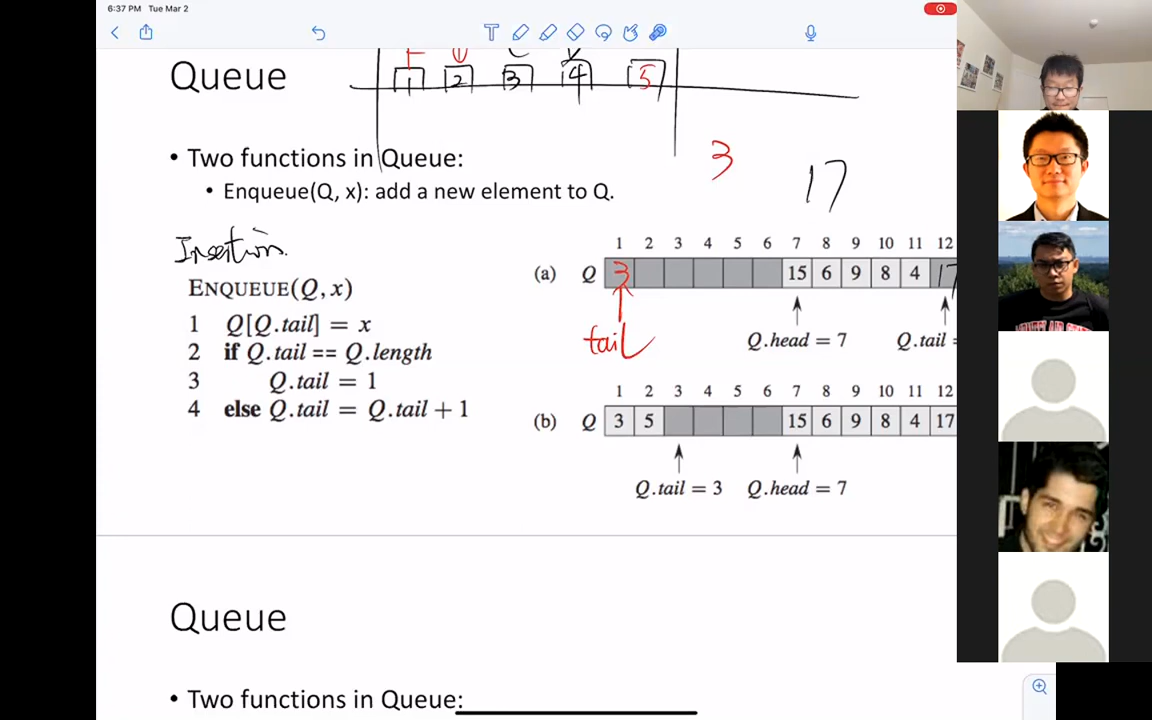 6:37 PM Tue Mar 2
T
Queue
1 2 3 4 5
• Two functions in Queue:
3
17
• Enqueue(Q, x): add a new element to Q.
Insertion.
1 2 3 4 5 6 7 8 9 10 11 12
(a) Q 3 15 6 9 8 4 17
ENQUEUE(Q, x)
1 Q[Q.tail] = x
tail
Q.head = 7 Q.tail =
2 if Q.tail == Q.length
3 Q.tail = 1
4 else Q.tail = Q.tail + 1
1 2 3 4 5 6 7 8 9 10 11 12
(b) Q 3 5 15 6 9 8 4 17
Q.tail = 3 Q.head = 7
Queue
• Two functions in Queue: